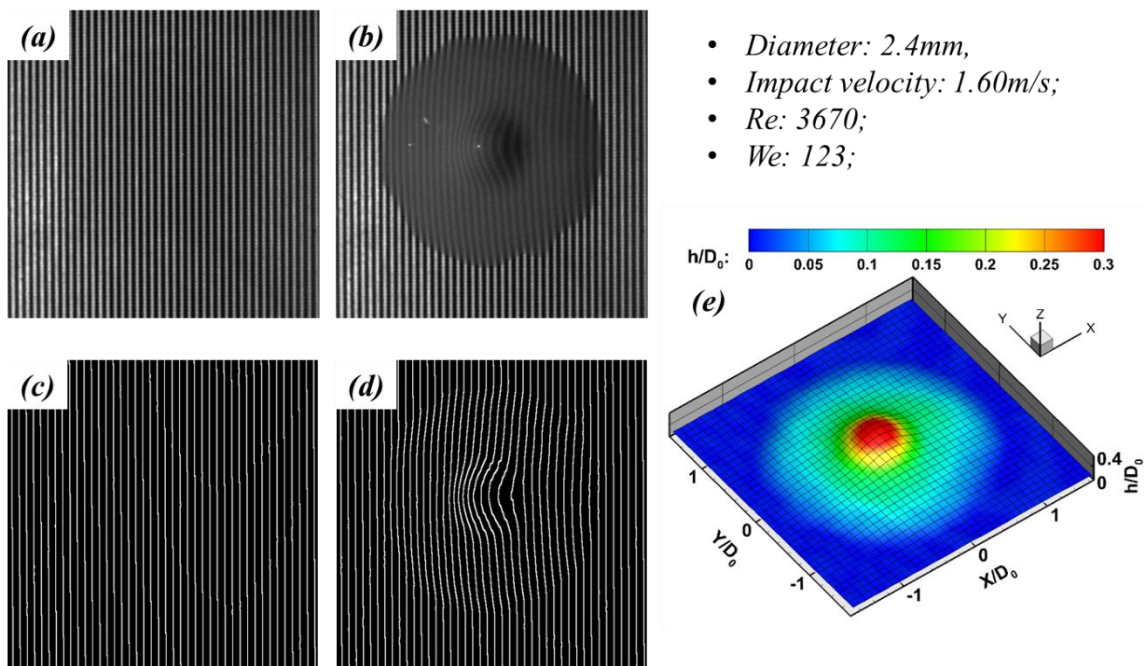 (a)
(b)
• Diameter: 2.4mm,
• Impact velocity: 1.60m/s;
• Re: 3670;
• We: 123;
h/D₀:
0 0.05 0.1 0.15 0.2 0.25 0.3
(c)
(d)
(e)
Z
Y
X
0.4
0
h/D₀
1
0
-1
Y/D₀
1
0
-1
X/D₀